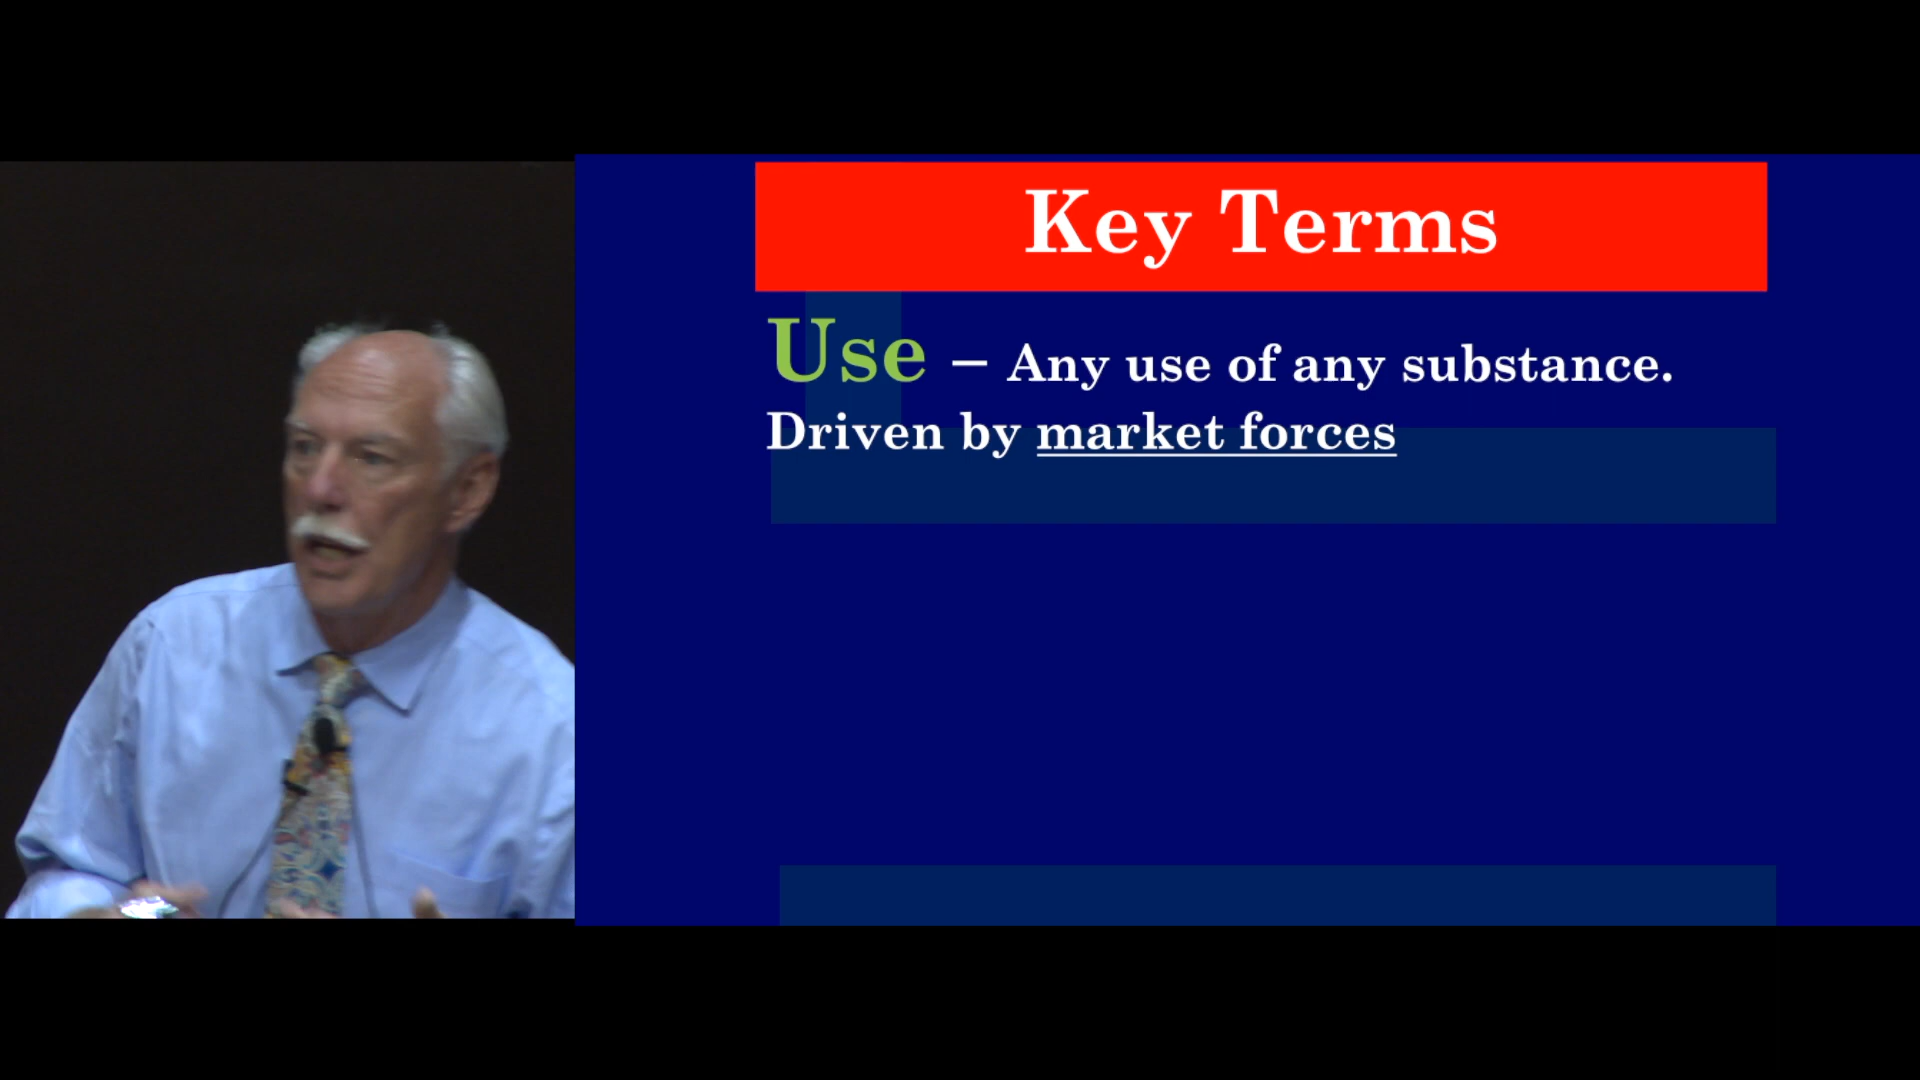 Key Terms
Use – Any use of any substance.
Driven by market forces